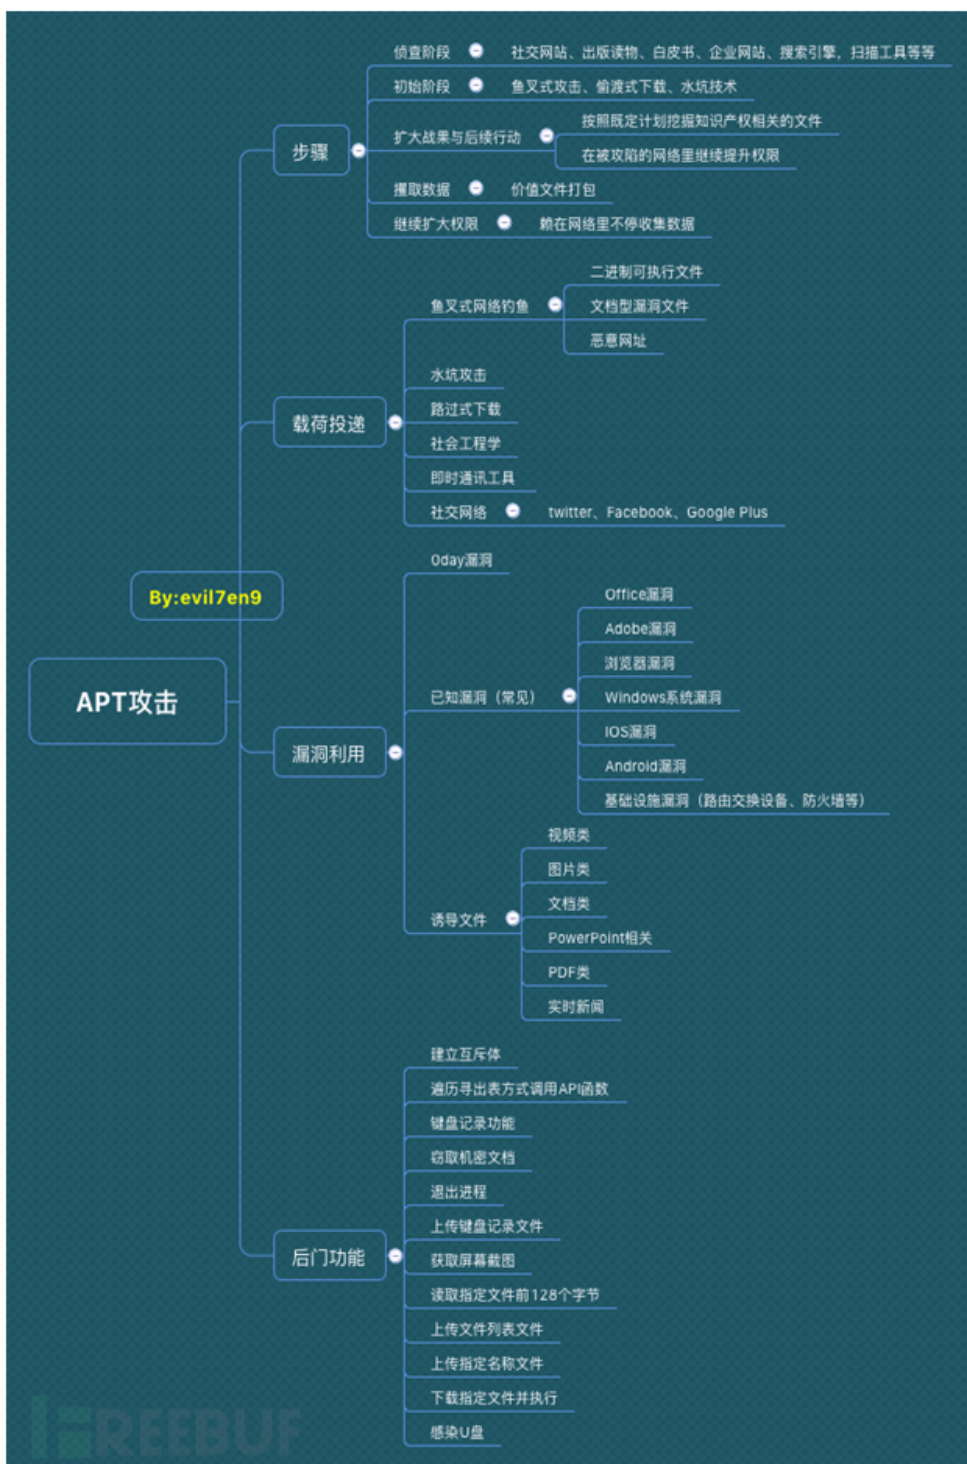 侦查阶段
社交网站、出版读物、白皮书、企业网站、搜索引擎，扫描工具等等
初始阶段
鱼叉式攻击、偷渡式下载、水坑技术
步骤
扩大战果与后续行动
按照既定计划挖掘知识产权相关的文件
在被攻陷的网络里继续提升权限
攫取数据
价值文件打包
继续扩大权限
赖在网络里不停收集数据
载荷投递
鱼叉式网络钓鱼
二进制可执行文件
文档型漏洞文件
恶意网址
水坑攻击
路过式下载
社会工程学
即时通讯工具
社交网络
twitter、Facebook、Google Plus
By:evil7en9
APT攻击
漏洞利用
0day漏洞
已知漏洞（常见）
Office漏洞
Adobe漏洞
浏览器漏洞
Windows系统漏洞
IOS漏洞
Android漏洞
基础设施漏洞（路由交换设备、防火墙等）
诱导文件
视频类
图片类
文档类
PowerPoint相关
PDF类
实时新闻
后门功能
建立互斥体
遍历寻出表方式调用API函数
键盘记录功能
窃取机密文档
退出进程
上传键盘记录文件
获取屏幕截图
读取指定文件前128个字节
上传文件列表文件
上传指定名称文件
下载指定文件并执行
感染U盘
FREEBUF